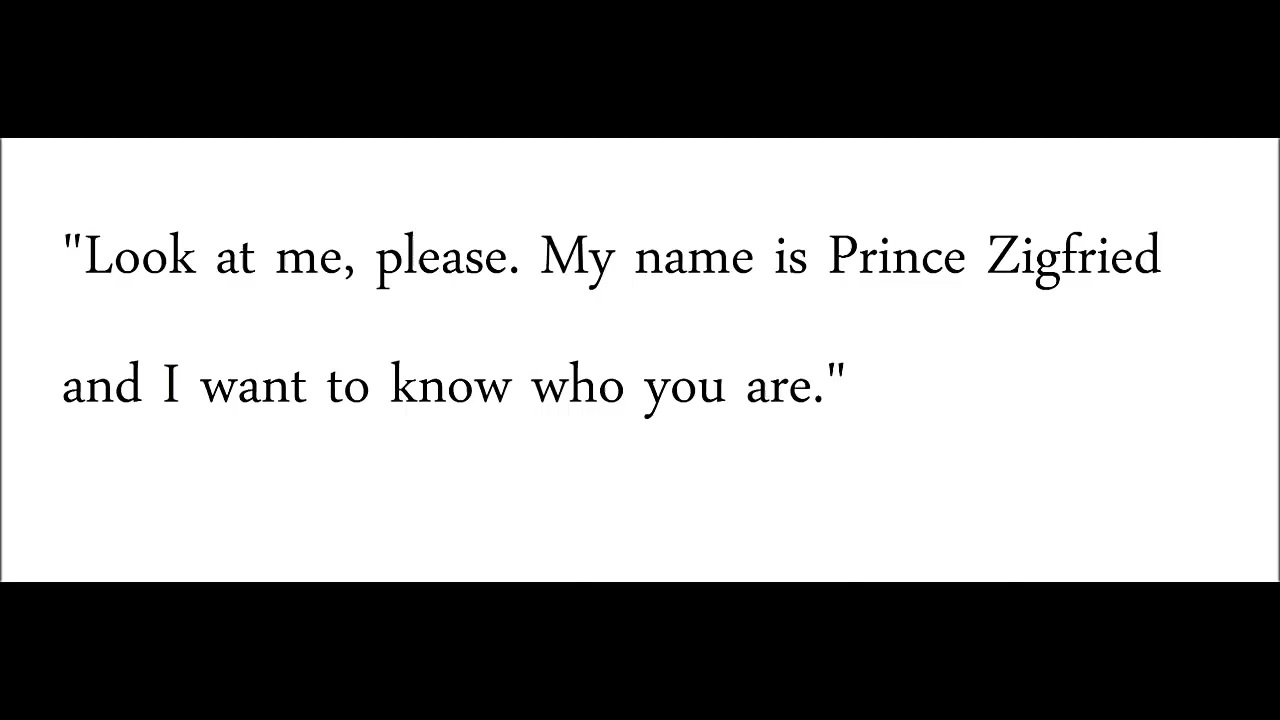 "Look at me, please. My name is Prince Zigfried
and I want to know who you are."